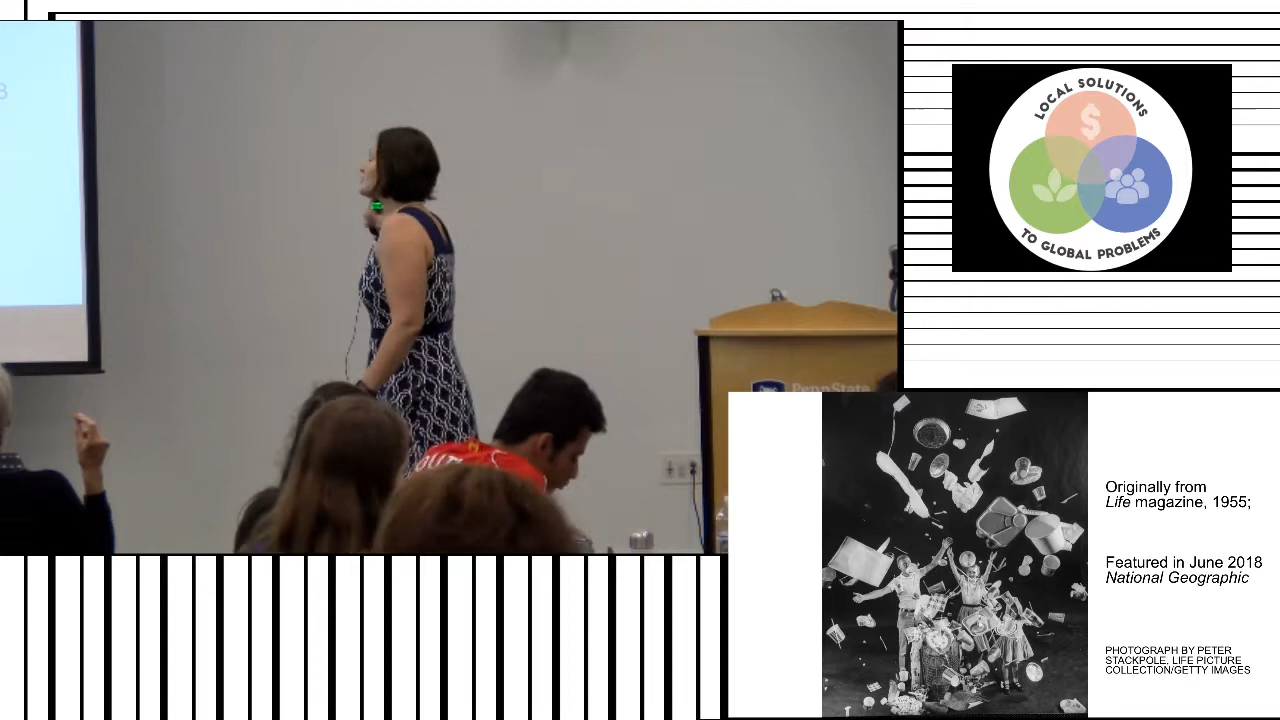 LOCAL SOLUTIONS
$
TO GLOBAL PROBLEMS
PennState
Originally from
Life magazine, 1955;
Featured in June 2018
National Geographic
PHOTOGRAPH BY PETER
STACKPOLE, LIFE PICTURE
COLLECTION/GETTY IMAGES